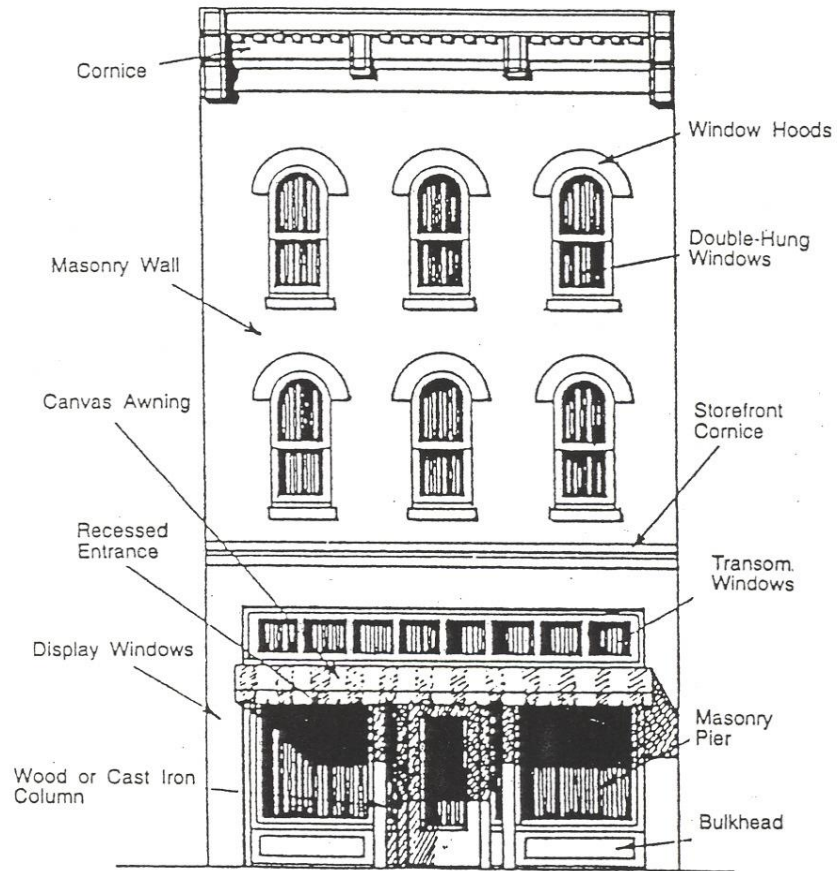 Cornice
Window Hoods
Double-Hung
Windows
Masonry Wall
Canvas Awning
Storefront
Cornice
Recessed
Entrance
Transom.
Windows
Display Windows
Masonry
Pier
Wood or Cast Iron
Column
Bulkhead